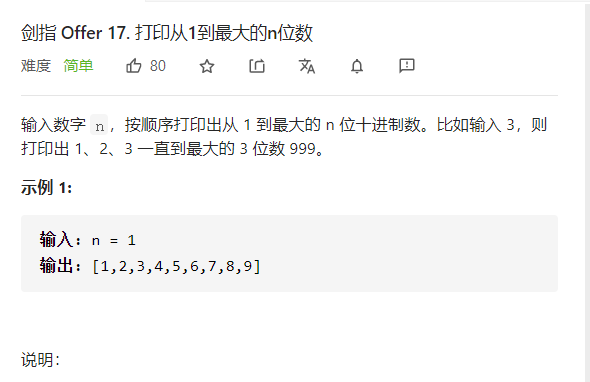 剑指 Offer 17. 打印从1到最大的n位数
难度 简单 80
输入数字 n，按顺序打印出从 1 到最大的 n 位十进制数。比如输入 3，则
打印出 1、2、3 一直到最大的 3 位数 999。
示例 1:
输入：n = 1
输出：[1,2,3,4,5,6,7,8,9]
说明：